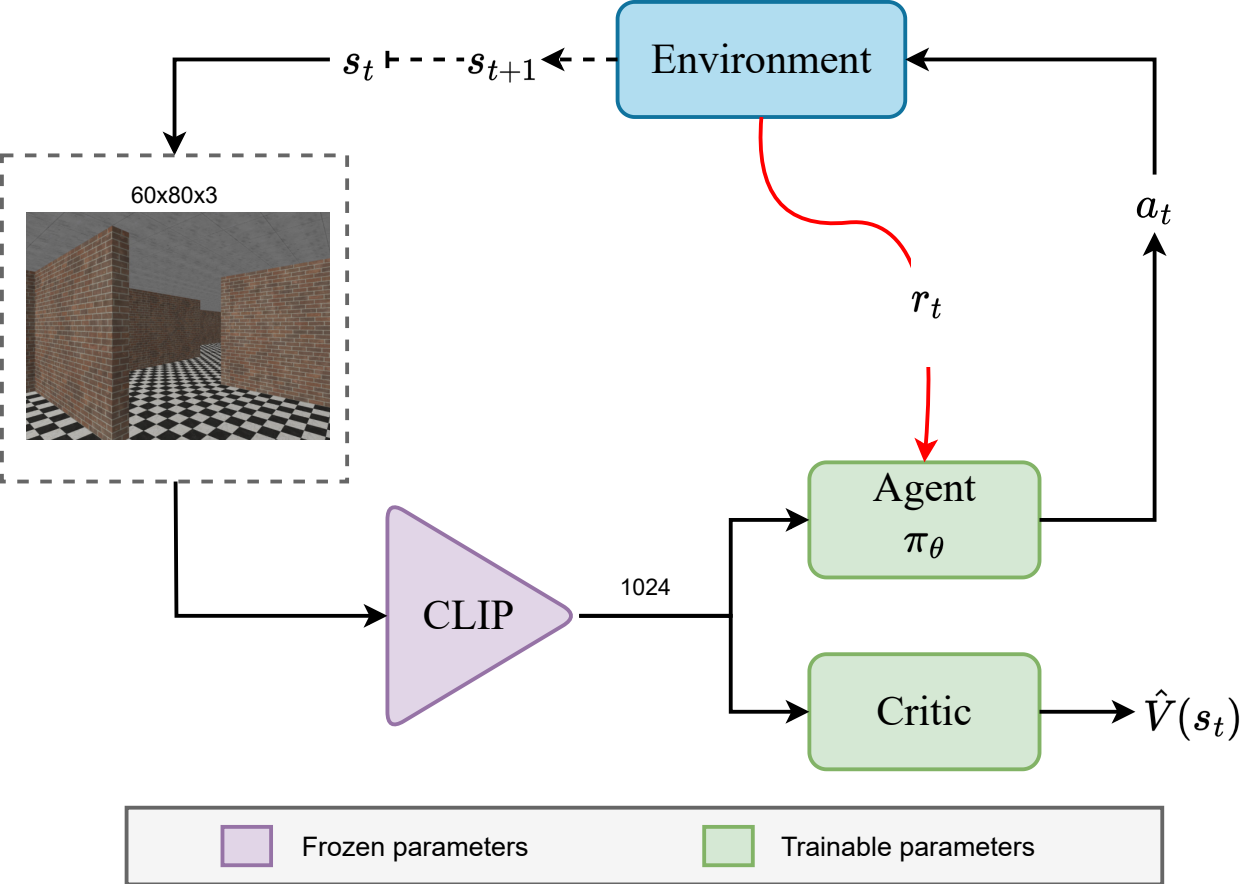 s_t s_{t+1} Environment
60x80x3
a_t
r_t
Agent
π_θ
1024
CLIP
Critic V̂(s_t)
Frozen parameters Trainable parameters